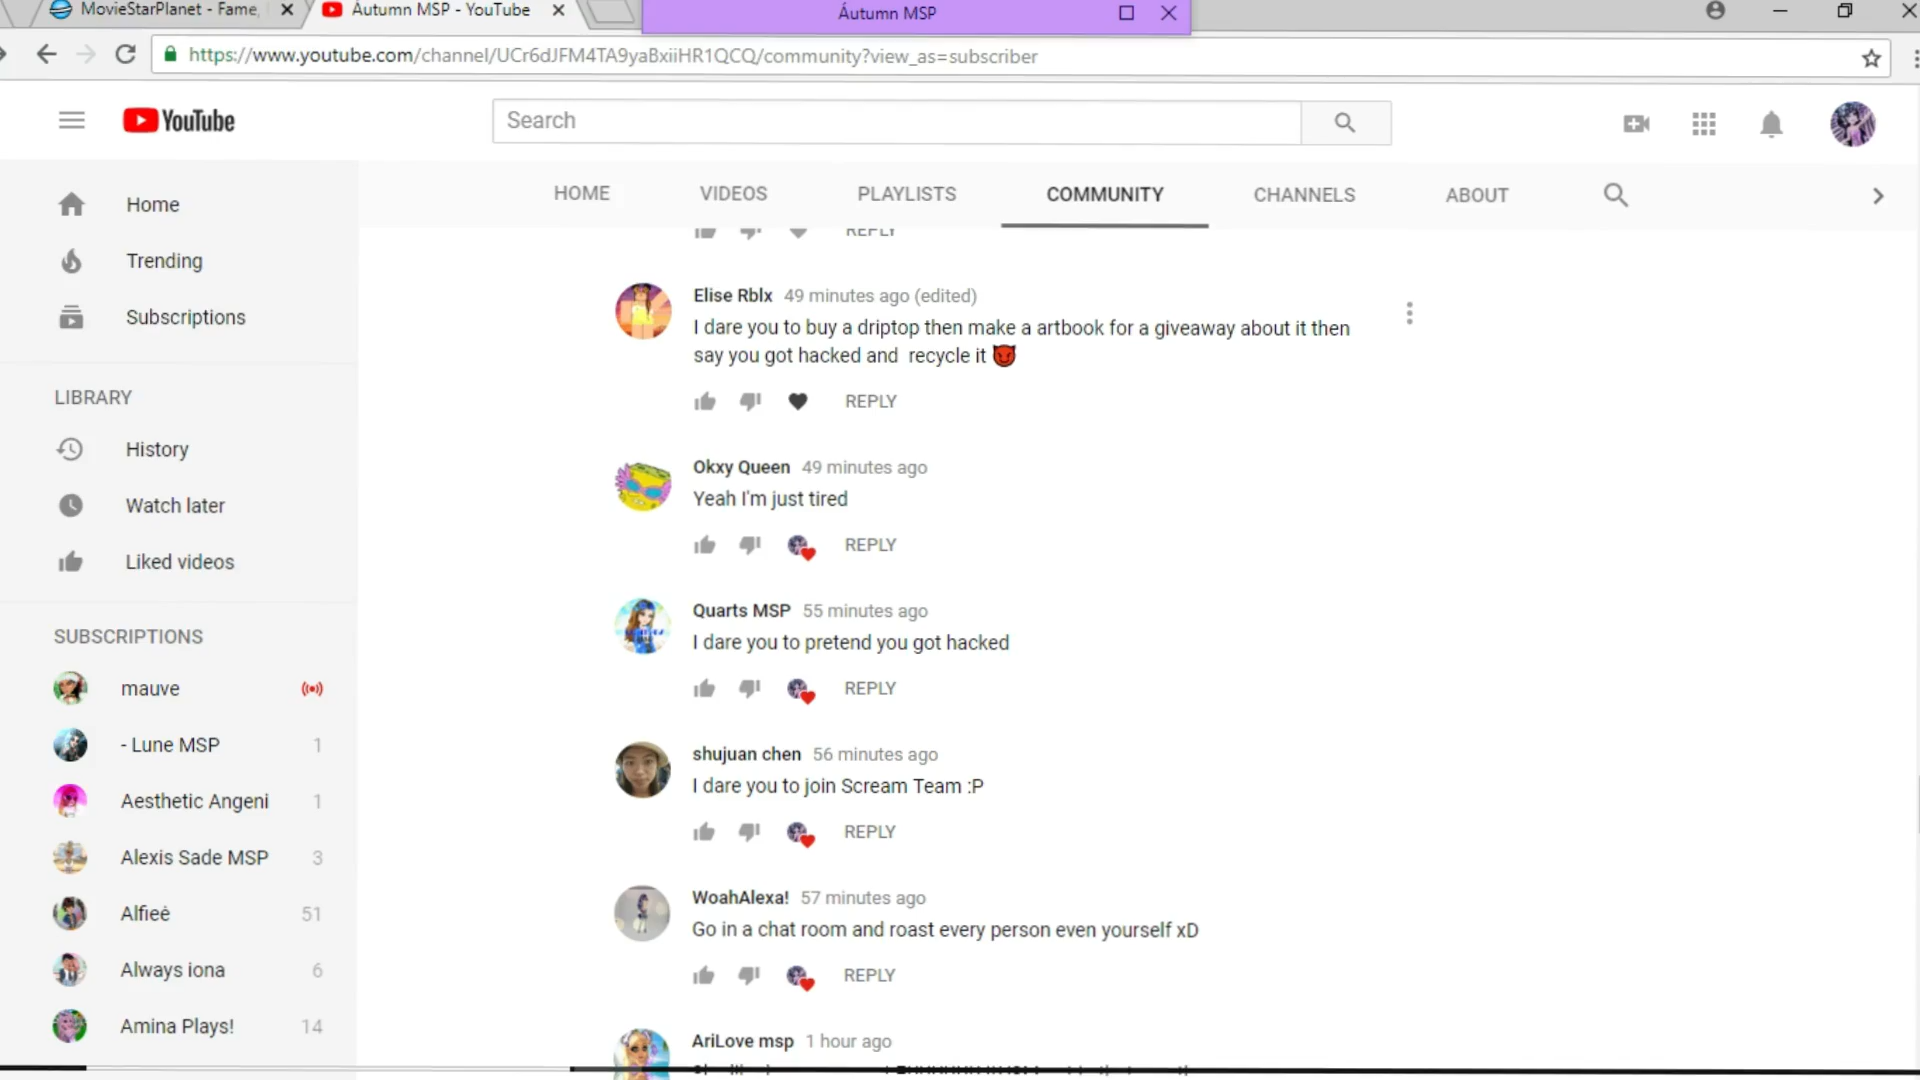 MovieStarPlanet - Fame,
Áutumn MSP - YouTube
Áutumn MSP
https://www.youtube.com/channel/UCr6dJFM4TA9yaBxiiHR1QCQ/community?view_as=subscriber
YouTube
Search
HOME VIDEOS PLAYLISTS COMMUNITY CHANNELS ABOUT
Home
Trending
Subscriptions
LIBRARY
History
Watch later
Liked videos
SUBSCRIPTIONS
mauve
- Lune MSP 1
Aesthetic Angeni 1
Alexis Sade MSP 3
Alfieė 51
Always iona 6
Amina Plays! 14
REPLY
Elise Rblx 49 minutes ago (edited)
I dare you to buy a driptop then make a artbook for a giveaway about it then
say you got hacked and recycle it 😈
REPLY
Okxy Queen 49 minutes ago
Yeah I'm just tired
REPLY
Quarts MSP 55 minutes ago
I dare you to pretend you got hacked
REPLY
shujuan chen 56 minutes ago
I dare you to join Scream Team :P
REPLY
WoahAlexa! 57 minutes ago
Go in a chat room and roast every person even yourself xD
REPLY
AriLove msp 1 hour ago